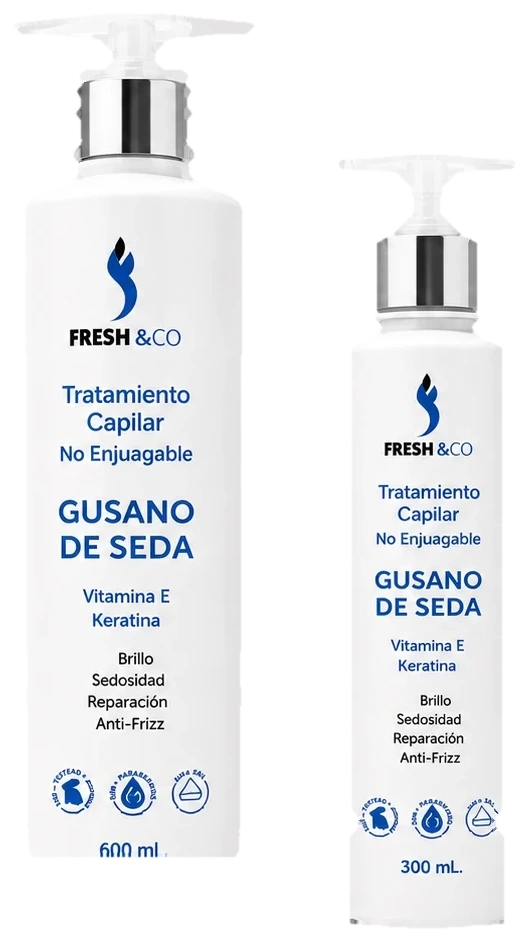 FRESH &CO
Tratamiento
Capilar
No Enjuagable
GUSANO
DE SEDA
Vitamina E
Keratina
Brillo
Sedosidad
Reparación
Anti-Frizz
600 mL.
FRESH &CO
Tratamiento
Capilar
No Enjuagable
GUSANO
DE SEDA
Vitamina E
Keratina
Brillo
Sedosidad
Reparación
Anti-Frizz
300 mL.